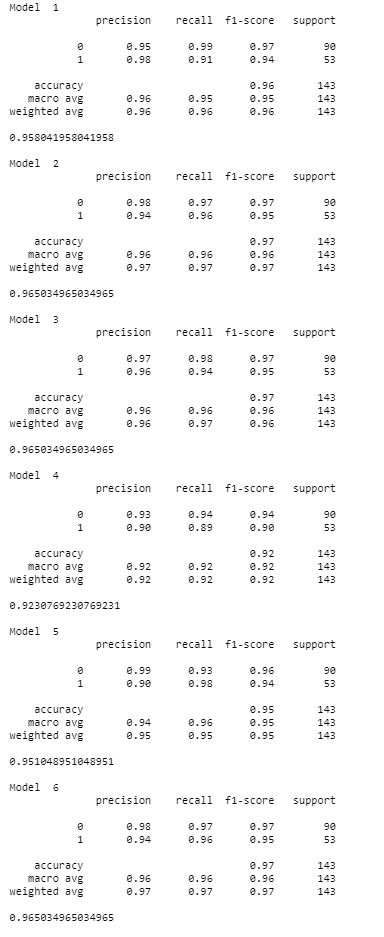 Model 1
precision recall f1-score support
0 0.95 0.99 0.97 90
1 0.98 0.91 0.94 53
accuracy 0.96 143
macro avg 0.96 0.95 0.95 143
weighted avg 0.96 0.96 0.96 143
0.958041958041958
Model 2
precision recall f1-score support
0 0.98 0.97 0.97 90
1 0.94 0.96 0.95 53
accuracy 0.97 143
macro avg 0.96 0.96 0.96 143
weighted avg 0.97 0.97 0.97 143
0.965034965034965
Model 3
precision recall f1-score support
0 0.97 0.98 0.97 90
1 0.96 0.94 0.95 53
accuracy 0.97 143
macro avg 0.96 0.96 0.96 143
weighted avg 0.96 0.97 0.96 143
0.965034965034965
Model 4
precision recall f1-score support
0 0.93 0.94 0.94 90
1 0.90 0.89 0.90 53
accuracy 0.92 143
macro avg 0.92 0.92 0.92 143
weighted avg 0.92 0.92 0.92 143
0.9230769230769231
Model 5
precision recall f1-score support
0 0.99 0.93 0.96 90
1 0.90 0.98 0.94 53
accuracy 0.95 143
macro avg 0.94 0.96 0.95 143
weighted avg 0.95 0.95 0.95 143
0.951048951048951
Model 6
precision recall f1-score support
0 0.98 0.97 0.97 90
1 0.94 0.96 0.95 53
accuracy 0.97 143
macro avg 0.96 0.96 0.96 143
weighted avg 0.97 0.97 0.97 143
0.965034965034965